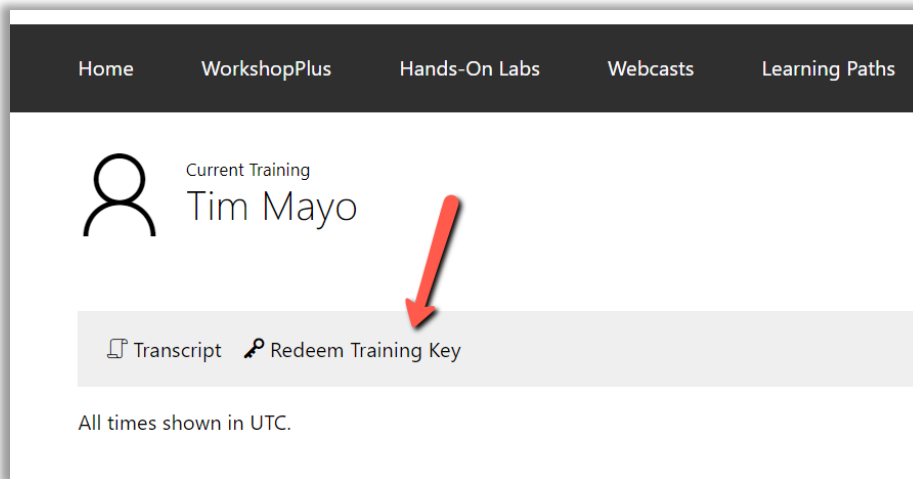 Home WorkshopPlus Hands-On Labs Webcasts Learning Paths
Current Training
Tim Mayo
Transcript Redeem Training Key
All times shown in UTC.